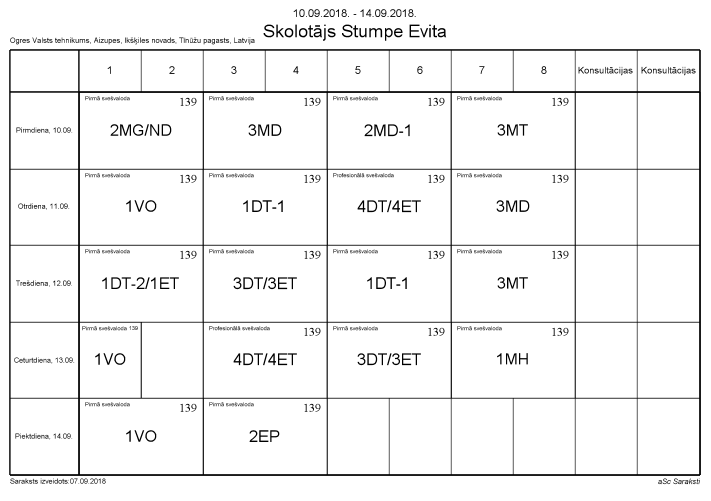 10.09.2018. - 14.09.2018.
Skolotājs Stumpe Evita
Ogres Valsts tehnikums, Aizupes, Ikšķiles novads, Tīnūžu pagasts, Latvija
1 2 3 4 5 6 7 8 Konsultācijas Konsultācijas
Pirmā svešvaloda 139 Pirmā svešvaloda 139 Pirmā svešvaloda 139 Pirmā svešvaloda 139
Pirmdiena, 10.09. 2MG/ND 3MD 2MD-1 3MT
Pirmā svešvaloda 139 Pirmā svešvaloda 139 Profesionālā svešvaloda 139 Pirmā svešvaloda 139
Otrdiena, 11.09. 1VO 1DT-1 4DT/4ET 3MD
Pirmā svešvaloda 139 Pirmā svešvaloda 139 Pirmā svešvaloda 139 Pirmā svešvaloda 139
Trešdiena, 12.09. 1DT-2/1ET 3DT/3ET 1DT-1 3MT
Pirmā svešvaloda 139 Profesionālā svešvaloda 139 Pirmā svešvaloda 139 Pirmā svešvaloda 139
Ceturtdiena, 13.09. 1VO 4DT/4ET 3DT/3ET 1MH
Pirmā svešvaloda 139 Pirmā svešvaloda 139
Piektdiena, 14.09. 1VO 2EP
Saraksts izveidots:07.09.2018 aSc Saraksti